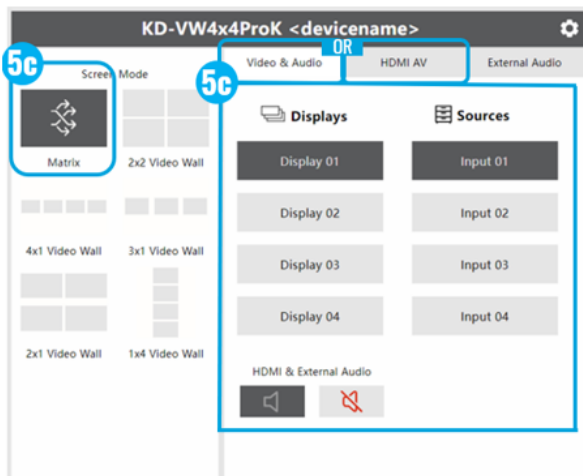 KD-VW4x4ProK <devicename>
OR
5c
Screen Mode
Video & Audio
HDMI AV
External Audio
5c
Matrix
2x2 Video Wall
4x1 Video Wall
3x1 Video Wall
2x1 Video Wall
1x4 Video Wall
Displays
Sources
Display 01
Input 01
Display 02
Input 02
Display 03
Input 03
Display 04
Input 04
HDMI & External Audio